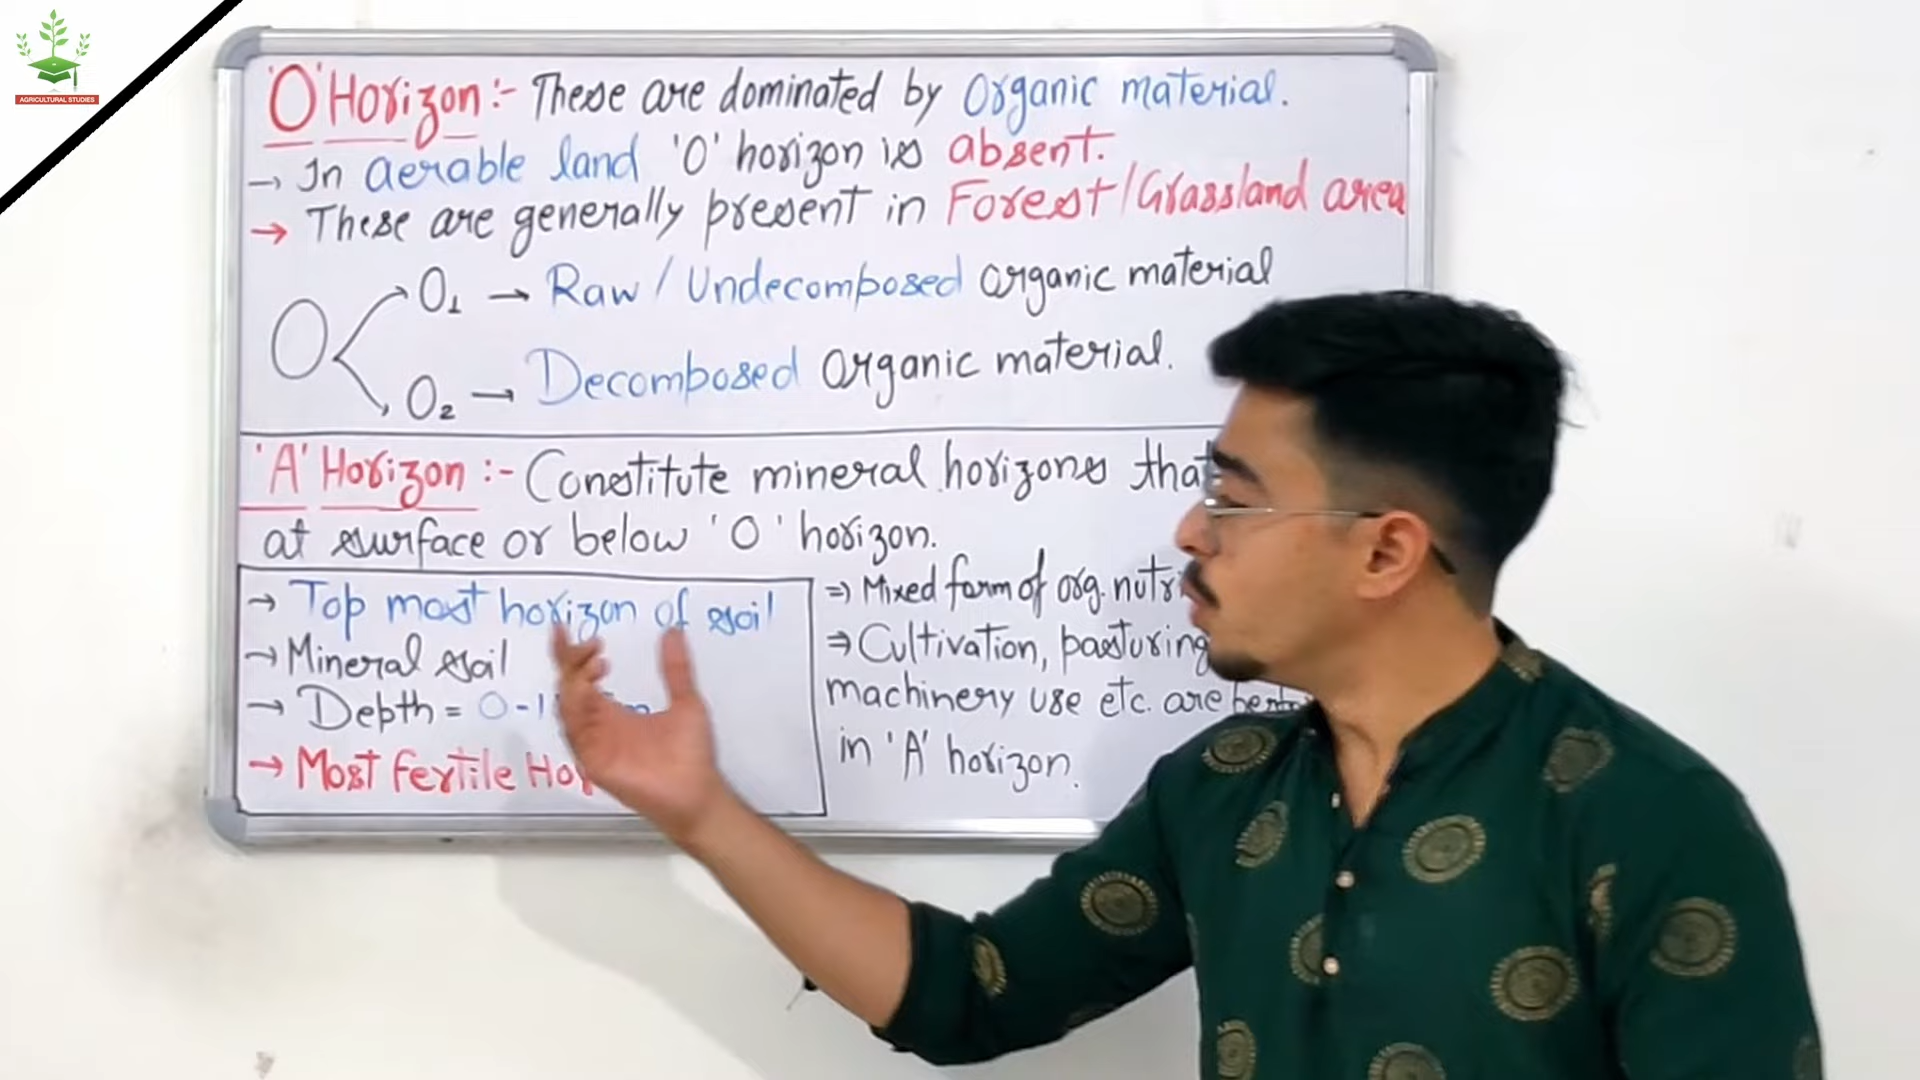 AGRICULTURAL STUDIES
'O' Horizon :- These are dominated by Organic material.
→ In aerable land 'O' horizon is absent.
→ These are generally present in Forest/Grassland area
O₁ → Raw / Undecomposed organic material
O
O₂ → Decomposed organic material.
'A' Horizon :- Constitute mineral horizons
at surface or below 'O' horizon.
→ Top most horizon of soil
→ Mineral soil
→ Depth =
→ Most Fertile
⇒ Mixed form of org.
⇒ Cultivation, pasturing
machinery use etc. are
in 'A' horizon.